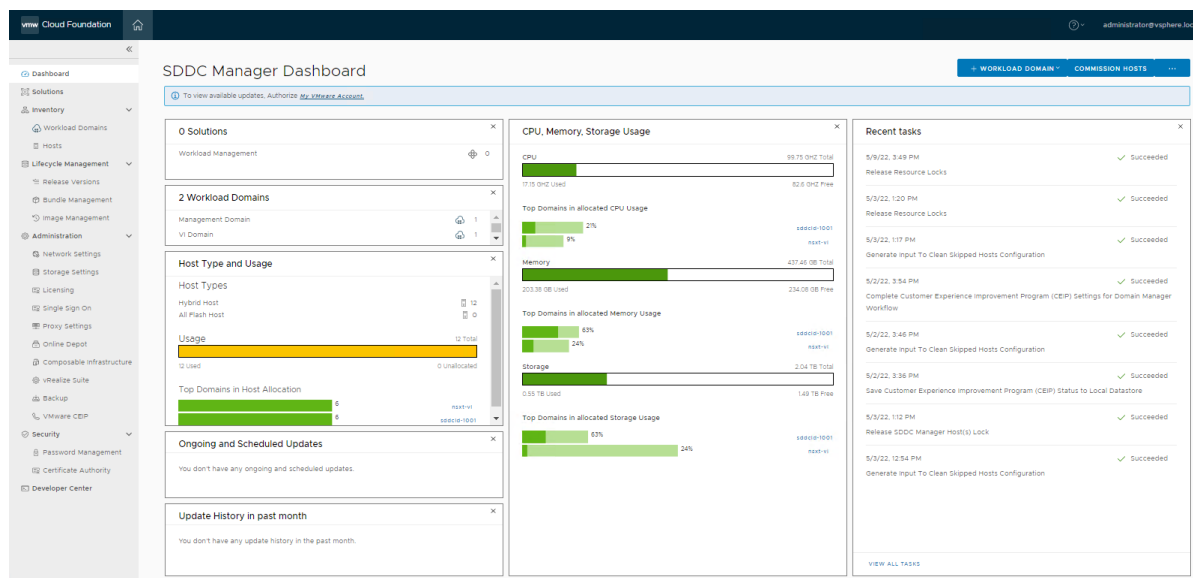 vmw Cloud Foundation
administrator@vsphere.loc
Dashboard
Solutions
Inventory
Workload Domains
Hosts
Lifecycle Management
Release Versions
Bundle Management
Image Management
Administration
Network Settings
Storage Settings
Licensing
Single Sign On
Proxy Settings
Online Depot
Composable Infrastructure
vRealize Suite
Backup
VMware CEIP
Security
Password Management
Certificate Authority
Developer Center
SDDC Manager Dashboard
+ WORKLOAD DOMAIN
COMMISSION HOSTS
...
To view available updates, Authorize My VMware Account.
0 Solutions
Workload Management 0
2 Workload Domains
Management Domain 1
VI Domain 1
Host Type and Usage
Host Types
Hybrid Host 12
All Flash Host 0
Usage 12 Total
12 Used 0 Unallocated
Top Domains in Host Allocation
6 nsxt-vi
6 sddcid-1001
Ongoing and Scheduled Updates
You don't have any ongoing and scheduled updates.
Update History in past month
You don't have any update history in the past month.
CPU, Memory, Storage Usage
CPU 99.75 GHZ Total
17.15 GHZ Used 82.6 GHZ Free
Top Domains in allocated CPU Usage
21% sddcid-1001
9% nsxt-vi
Memory 437.46 GB Total
203.38 GB Used 234.08 GB Free
Top Domains in allocated Memory Usage
63% sddcid-1001
24% nsxt-vi
Storage 2.04 TB Total
0.55 TB Used 1.49 TB Free
Top Domains in allocated Storage Usage
63% sddcid-1001
24% nsxt-vi
Recent tasks
5/9/22, 3:49 PM Succeeded
Release Resource Locks
5/3/22, 1:20 PM Succeeded
Release Resource Locks
5/3/22, 1:17 PM Succeeded
Generate Input To Clean Skipped Hosts Configuration
5/2/22, 3:54 PM Succeeded
Complete Customer Experience Improvement Program (CEIP) Settings for Domain Manager
Workflow
5/2/22, 3:46 PM Succeeded
Generate Input To Clean Skipped Hosts Configuration
5/2/22, 3:36 PM Succeeded
Save Customer Experience Improvement Program (CEIP) Status to Local Datastore
5/3/22, 1:12 PM Succeeded
Release SDDC Manager Host(s) Lock
5/3/22, 12:54 PM Succeeded
Generate Input To Clean Skipped Hosts Configuration
VIEW ALL TASKS